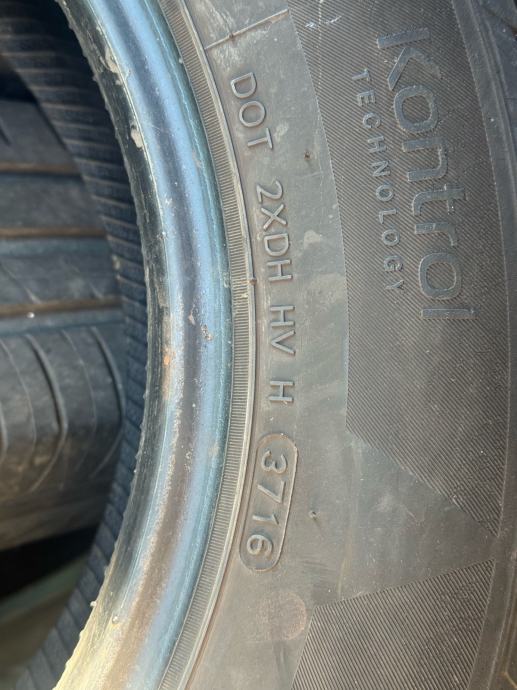 Kontrol
TECHNOLOGY
DOT 2XDH HV H 3716